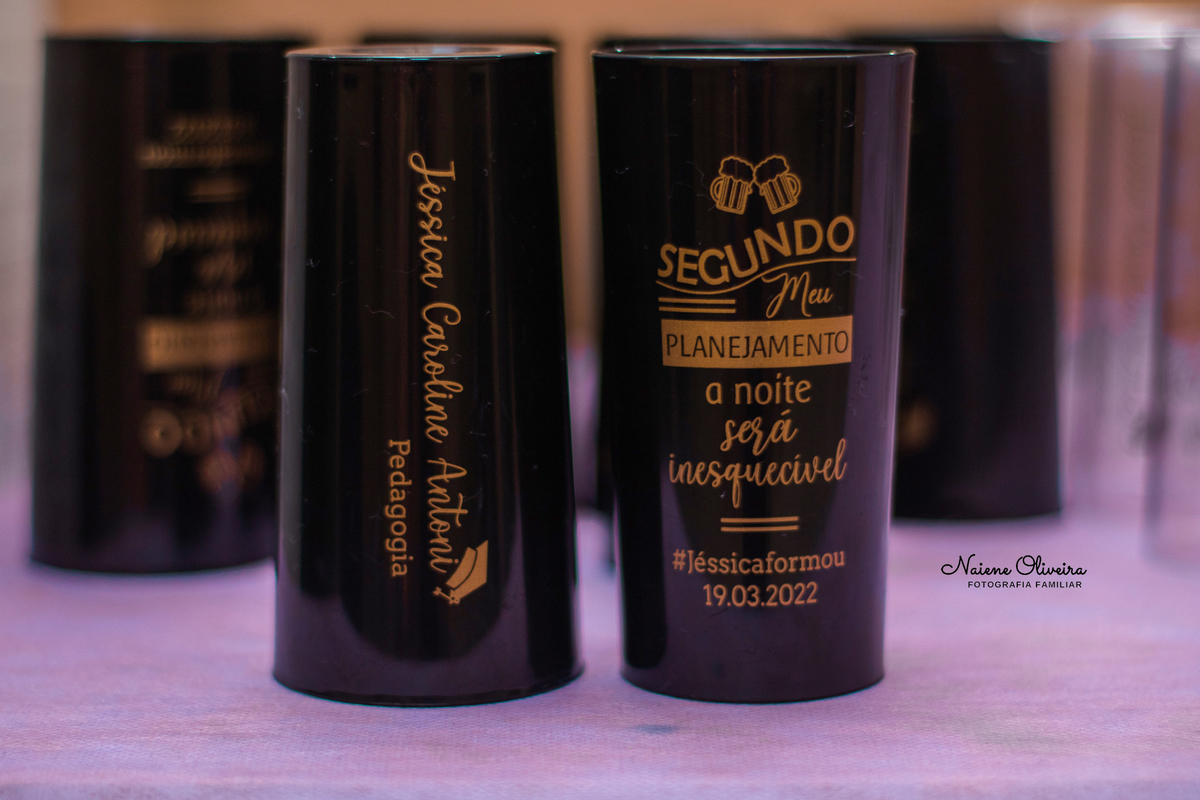 Jéssica Caroline Antoni
Pedagogia
SEGUNDO
Meu
PLANEJAMENTO
a noite
será
inesquecível
#Jéssicaformou
19.03.2022
Naiene Oliveira
FOTOGRAFIA FAMILIAR